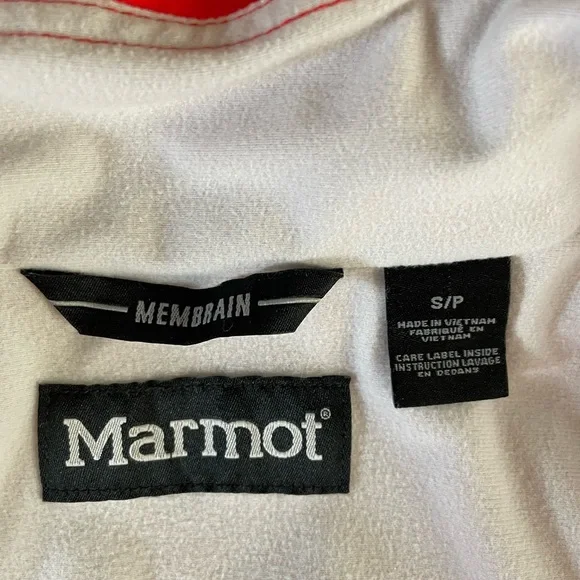 MEMBRAIN
Marmot®
S/P
MADE IN VIETNAM
FABRIQUÉ EN
VIETNAM
CARE LABEL INSIDE
INSTRUCTION LAVAGE
EN DEDANS